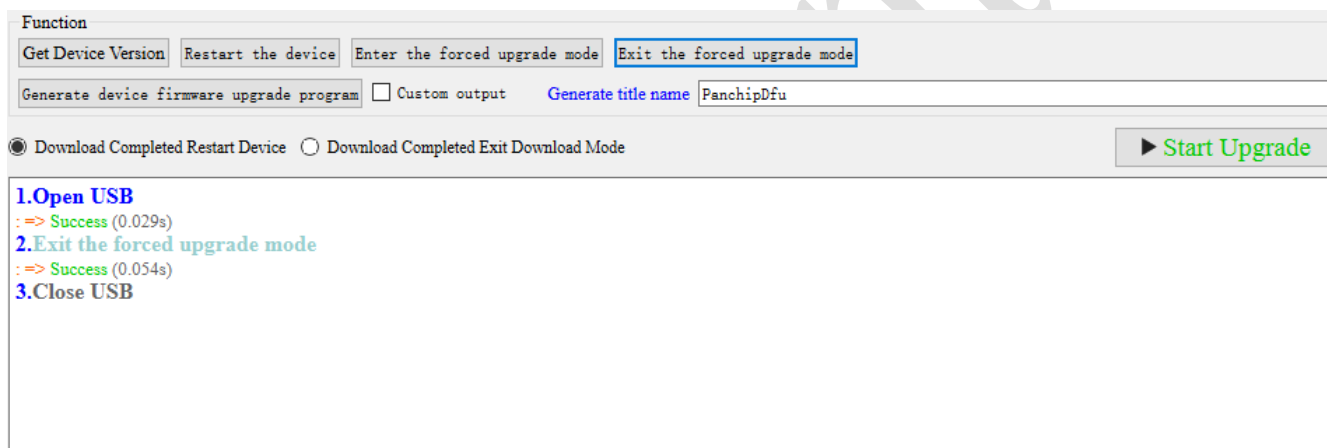 Function
Get Device Version Restart the device Enter the forced upgrade mode Exit the forced upgrade mode
Generate device firmware upgrade program Custom output Generate title name PanchipDfu
Download Completed Restart Device Download Completed Exit Download Mode Start Upgrade
1.Open USB
: => Success (0.029s)
2.Exit the forced upgrade mode
: => Success (0.054s)
3.Close USB